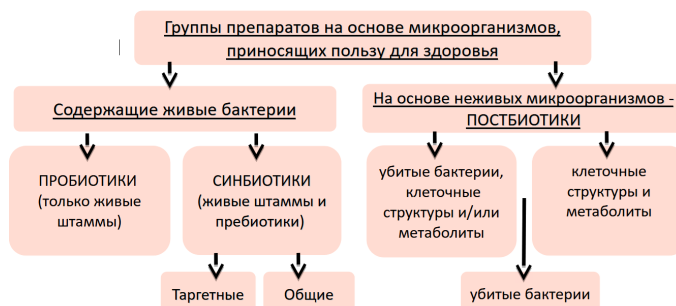 Группы препаратов на основе микроорганизмов,
приносящих пользу для здоровья
Содержащие живые бактерии
На основе неживых микроорганизмов -
ПОСТБИОТИКИ
ПРОБИОТИКИ
(только живые
штаммы)
СИНБИОТИКИ
(живые штаммы и
пребиотики)
убитые бактерии,
клеточные
структуры и/или
метаболиты
клеточные
структуры и
метаболиты
Таргетные
Общие
убитые бактерии